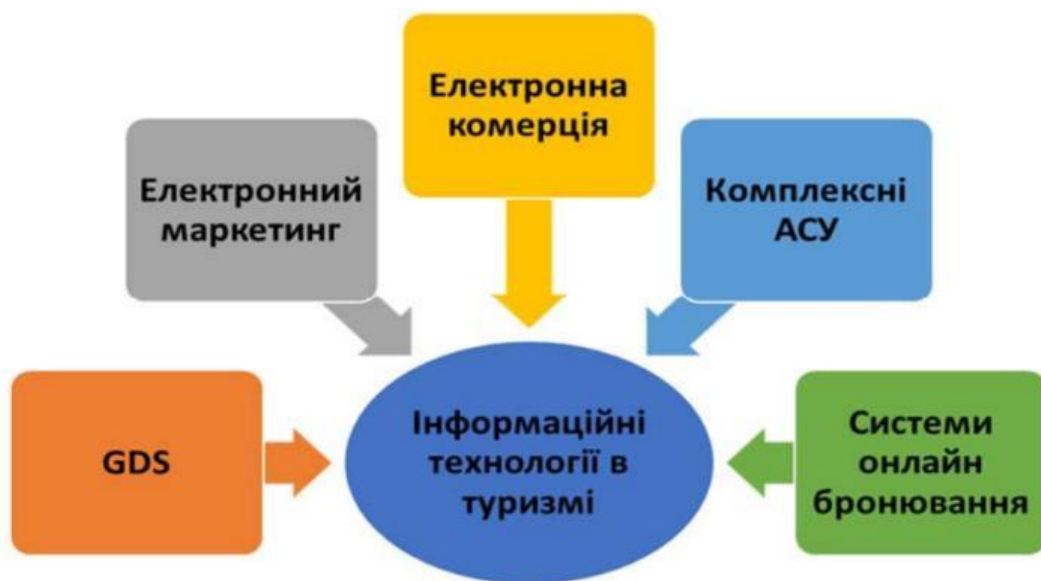 Електронна
комерція
Електронний
маркетинг
Комплексні
АСУ
GDS
Інформаційні
технології в
туризмі
Системи
онлайн
бронювання